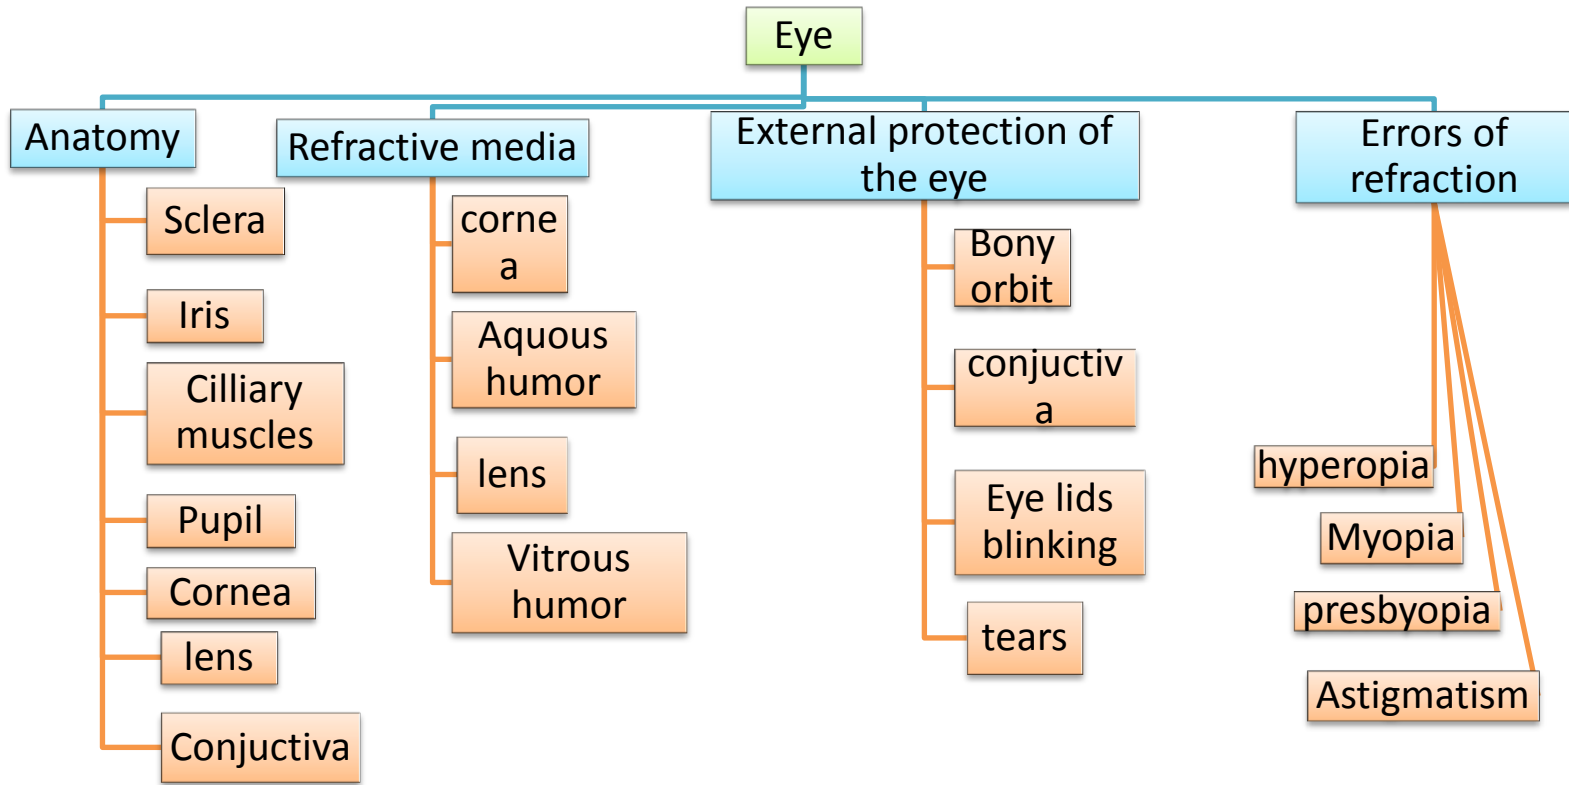 Eye
Anatomy
Sclera
Iris
Cilliary
muscles
Pupil
Cornea
lens
Conjuctiva
Refractive media
corne
a
Aquous
humor
lens
Vitrous
humor
External protection of
the eye
Bony
orbit
conjuctiv
a
Eye lids
blinking
tears
Errors of
refraction
hyperopia
Myopia
presbyopia
Astigmatism